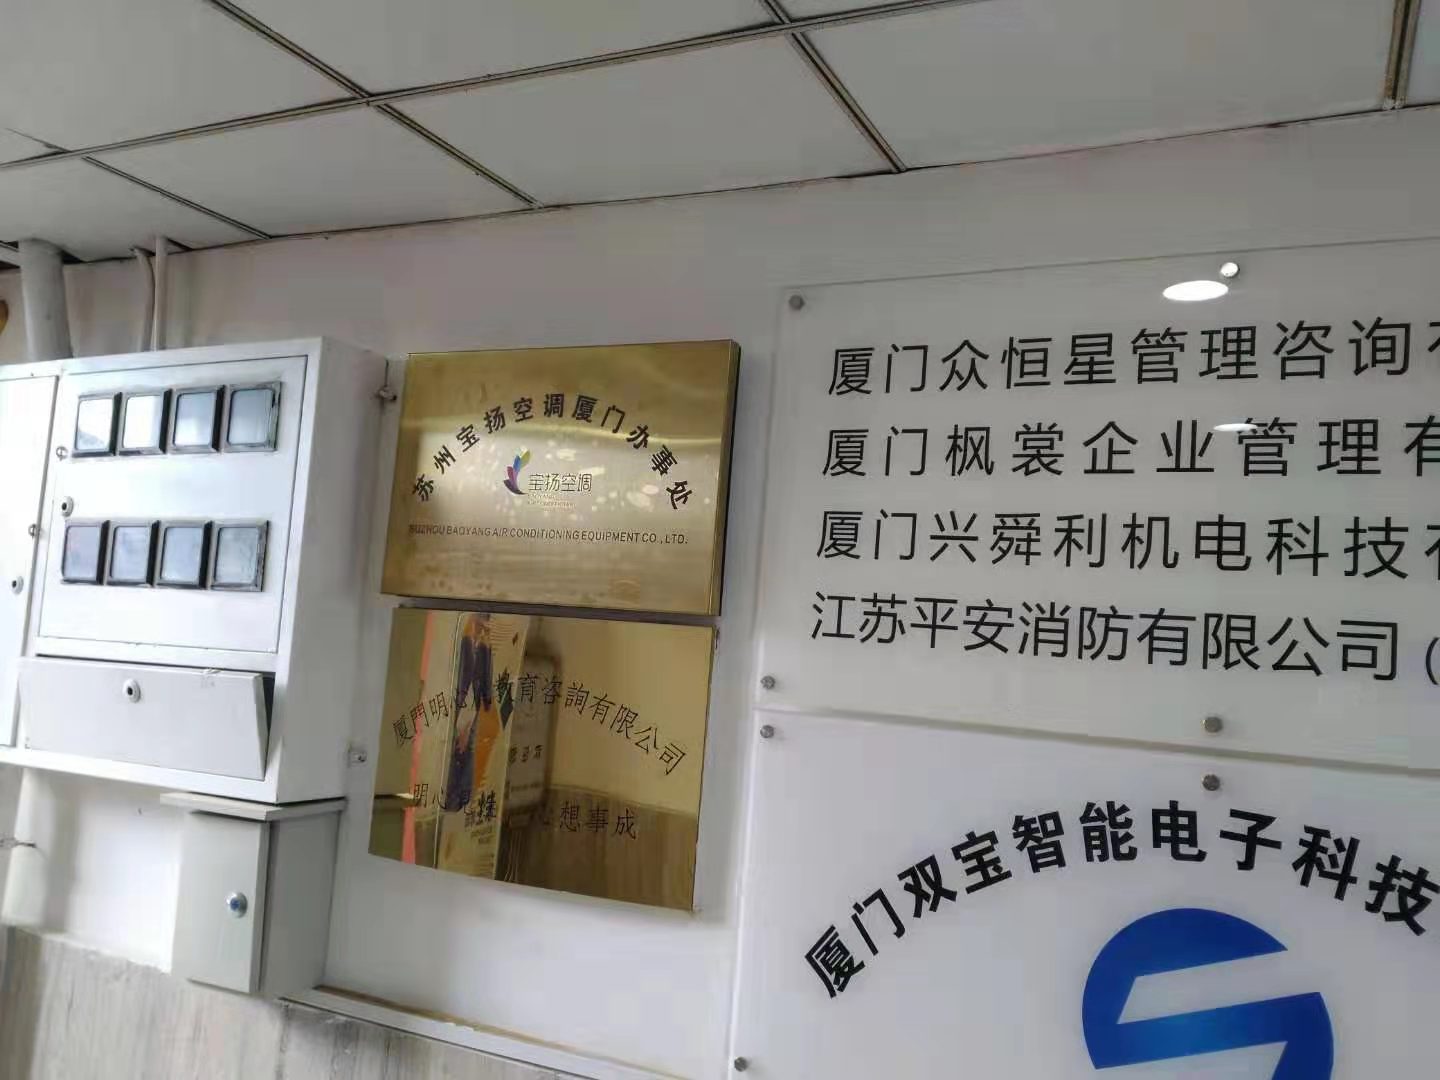 苏州宝扬空调厦门办事处
宝扬空调
SUZHOU BAOYANG AIR CONDITIONING EQUIPMENT CO.,LTD.
厦門明心 教育咨詢有限公司
明心見 心想事成
厦门众恒星管理咨询有
厦门枫裳企业管理有
厦门兴舜利机电科技有
江苏平安消防有限公司（
厦门双宝智能电子科技